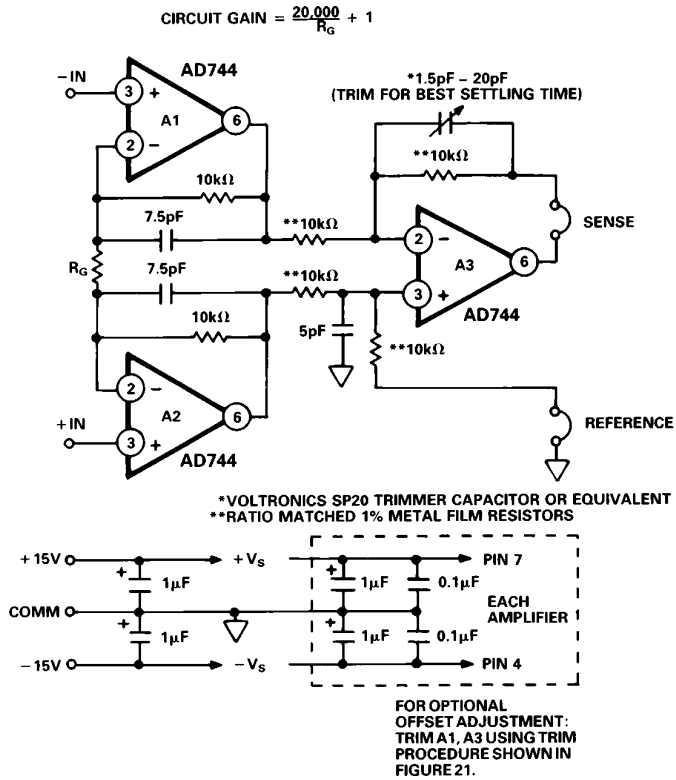 CIRCUIT GAIN = 20,000 / RG + 1
–IN
AD744
3
+
A1
6
2
–
10kΩ
7.5pF
RG
7.5pF
10kΩ
2
–
A2
6
+IN
3
+
AD744
*1.5pF – 20pF
(TRIM FOR BEST SETTLING TIME)
**10kΩ
**10kΩ
2
–
A3
6
SENSE
**10kΩ
3
+
AD744
5pF
**10kΩ
REFERENCE
*VOLTRONICS SP20 TRIMMER CAPACITOR OR EQUIVALENT
**RATIO MATCHED 1% METAL FILM RESISTORS
+15V
+VS
PIN 7
+
1µF
+
1µF
0.1µF
COMM
EACH
AMPLIFIER
+
1µF
+
1µF
0.1µF
–15V
–VS
PIN 4
FOR OPTIONAL
OFFSET ADJUSTMENT:
TRIM A1, A3 USING TRIM
PROCEDURE SHOWN IN
FIGURE 21.